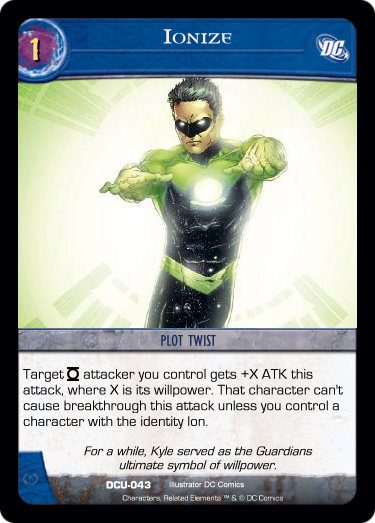 Ionize
1
DC
PLOT TWIST
Target attacker you control gets +X ATK this
attack, where X is its willpower. That character can't
cause breakthrough this attack unless you control a
character with the identity Ion.
For a while, Kyle served as the Guardians
ultimate symbol of willpower.
DCU-043 Illustrator DC Comics
Characters, Related Elements ™ & © DC Comics